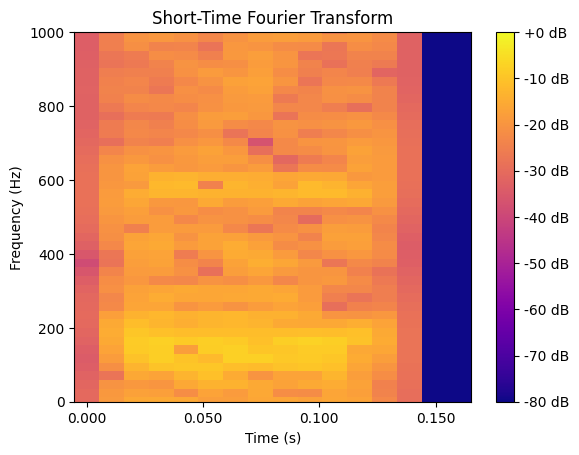 Short-Time Fourier Transform
1000
800
600
400
200
0
Frequency (Hz)
0.000
0.050
0.100
0.150
Time (s)
+0 dB
-10 dB
-20 dB
-30 dB
-40 dB
-50 dB
-60 dB
-70 dB
-80 dB